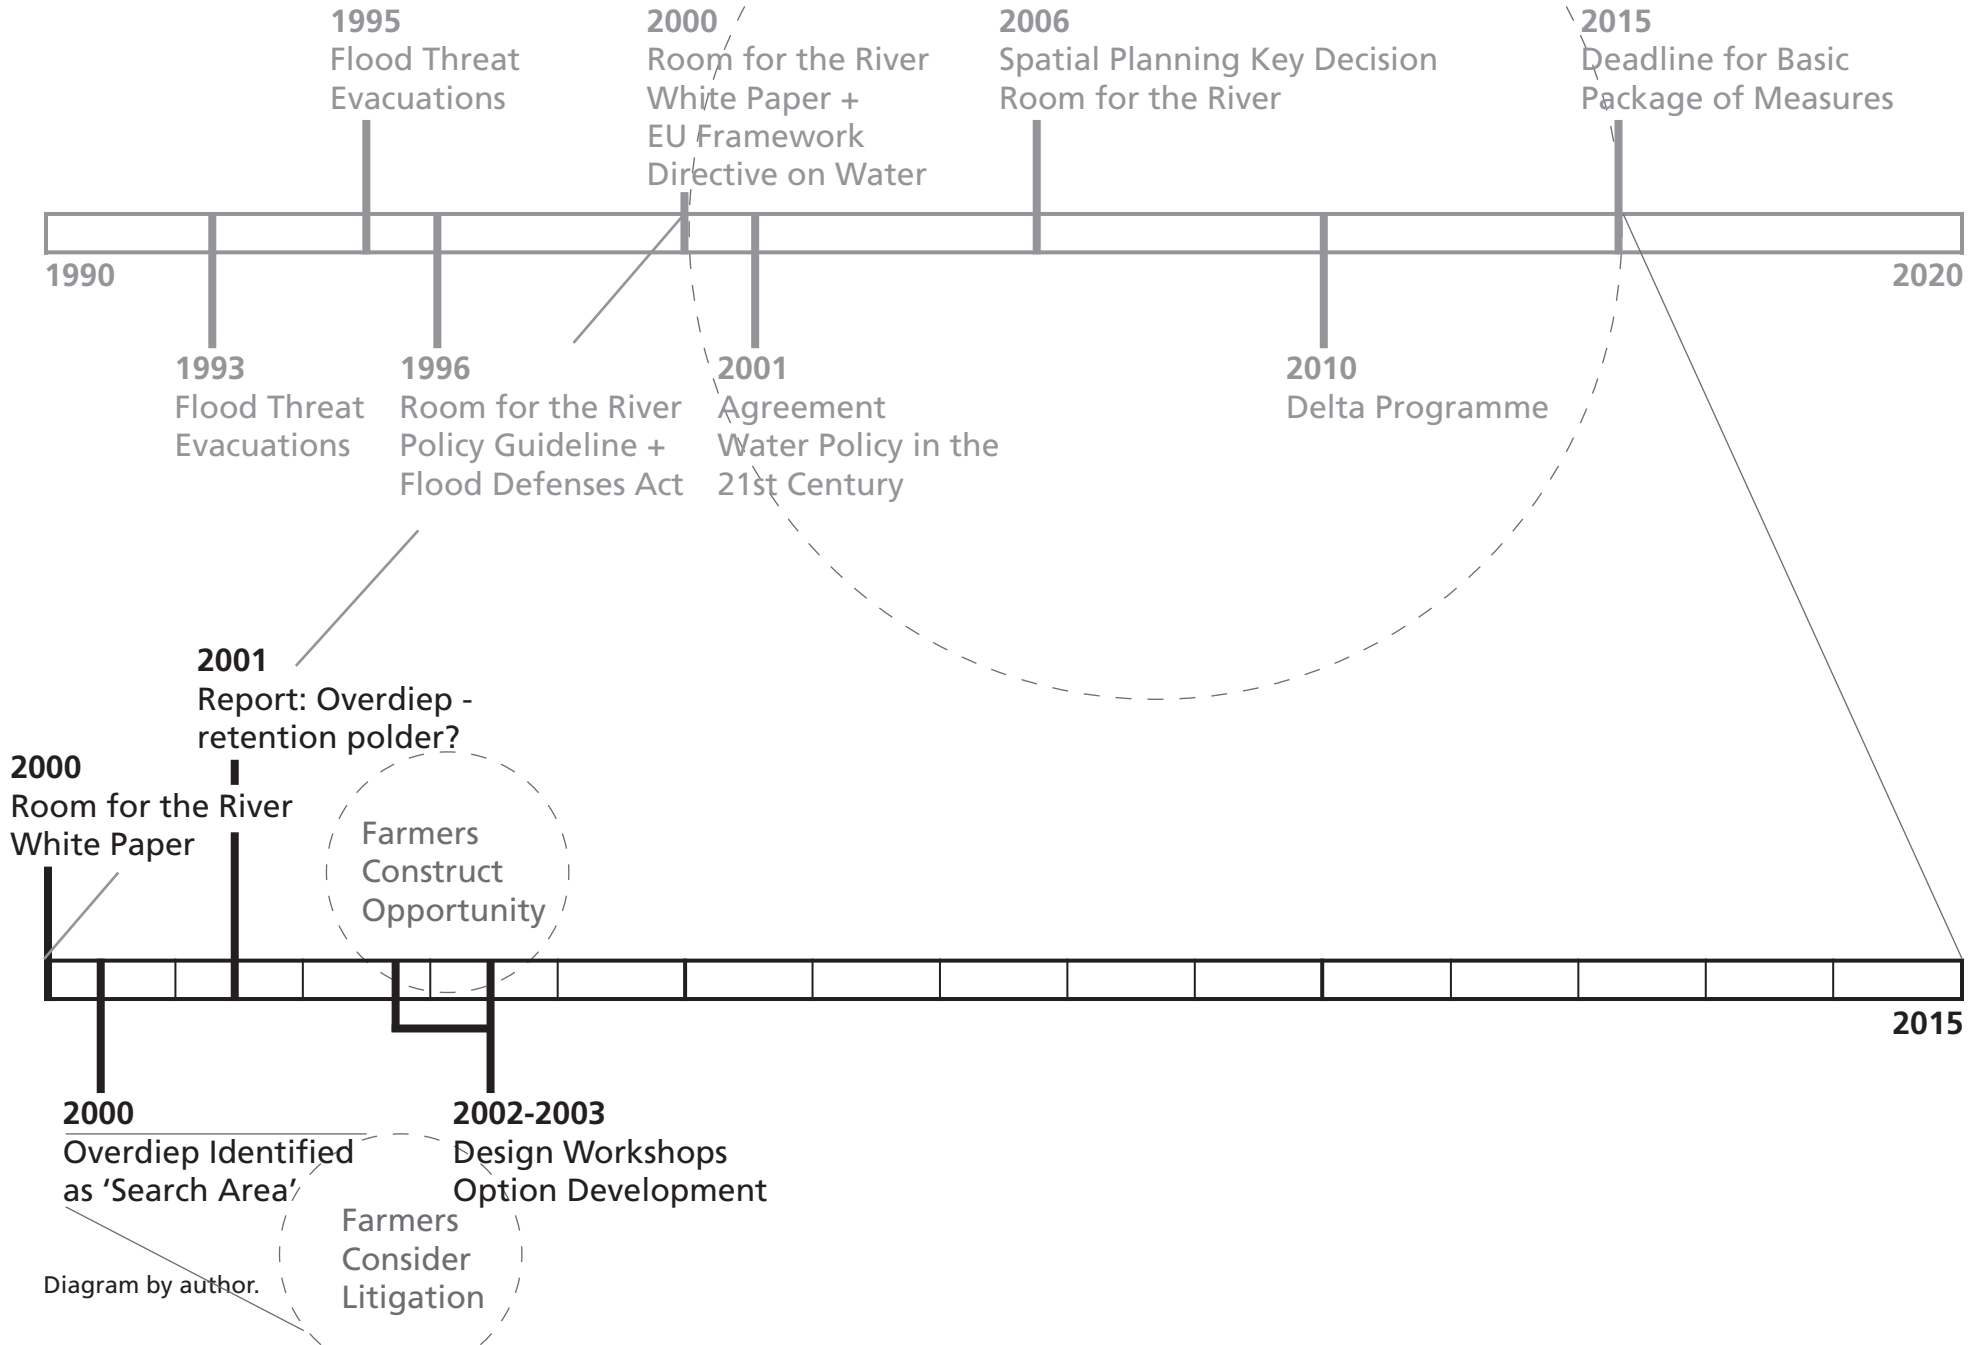 1995
Flood Threat
Evacuations
2000
Room for the River
White Paper +
EU Framework
Directive on Water
2006
Spatial Planning Key Decision
Room for the River
2015
Deadline for Basic
Package of Measures
1990
2020
1993
Flood Threat
Evacuations
1996
Room for the River
Policy Guideline +
Flood Defenses Act
2001
Agreement
Water Policy in the
21st Century
2010
Delta Programme
2001
Report: Overdiep -
retention polder?
2000
Room for the River
White Paper
Farmers
Construct
Opportunity
2015
2000
Overdiep Identified
as ‘Search Area’
2002-2003
Design Workshops
Option Development
Farmers
Consider
Litigation
Diagram by author.